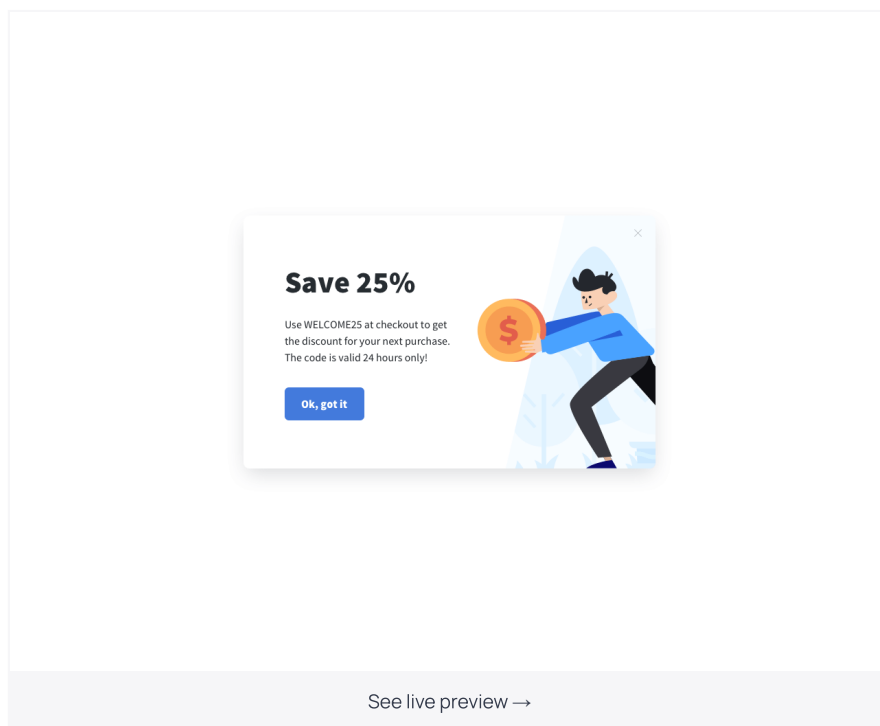 Save 25%
Use WELCOME25 at checkout to get
the discount for your next purchase.
The code is valid 24 hours only!
Ok, got it
$
See live preview →